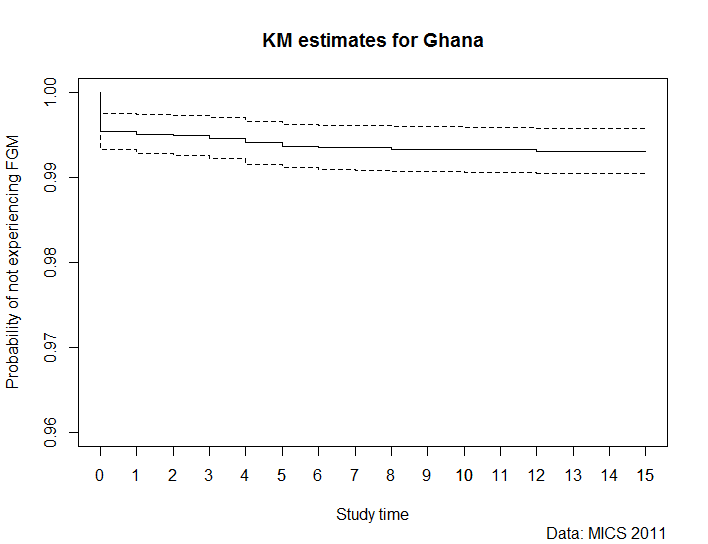 KM estimates for Ghana
Probability of not experiencing FGM
1.00
0.99
0.98
0.97
0.96
0 1 2 3 4 5 6 7 8 9 10 11 12 13 14 15
Study time
Data: MICS 2011